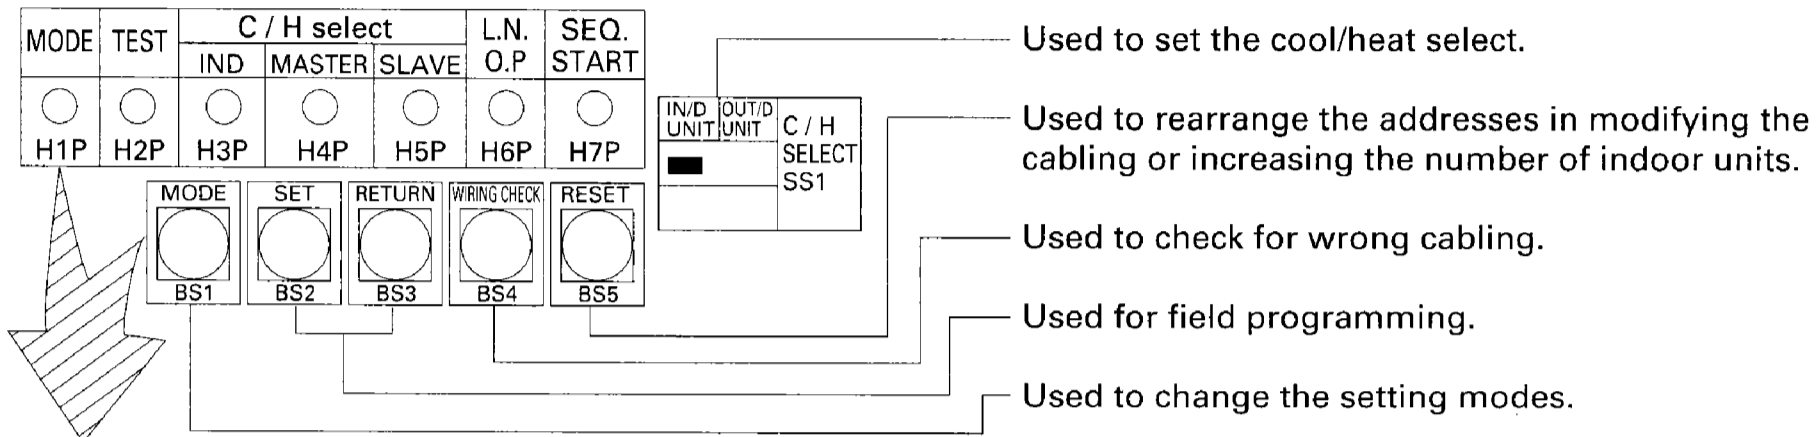 MODE TEST C / H select L.N. O.P SEQ. START
IND MASTER SLAVE
H1P H2P H3P H4P H5P H6P H7P
MODE SET RETURN WIRING CHECK RESET
BS1 BS2 BS3 BS4 BS5
IN/D UNIT OUT/D UNIT C / H
SELECT
SS1
Used to set the cool/heat select.
Used to rearrange the addresses in modifying the
cabling or increasing the number of indoor units.
Used to check for wrong cabling.
Used for field programming.
Used to change the setting modes.